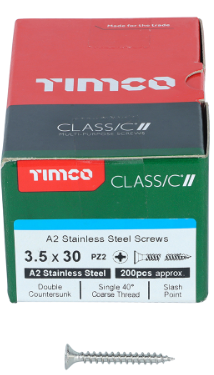 Made for the trade
TIMCO
CLASS/C//
MULTI-PURPOSE SCREWS
TIMCO CLASS/C//
A2 Stainless Steel Screws
3.5 x 30 PZ2
A2 Stainless Steel 200pcs approx.
Double Countersunk
Single 40° Coarse Thread
Slash Point